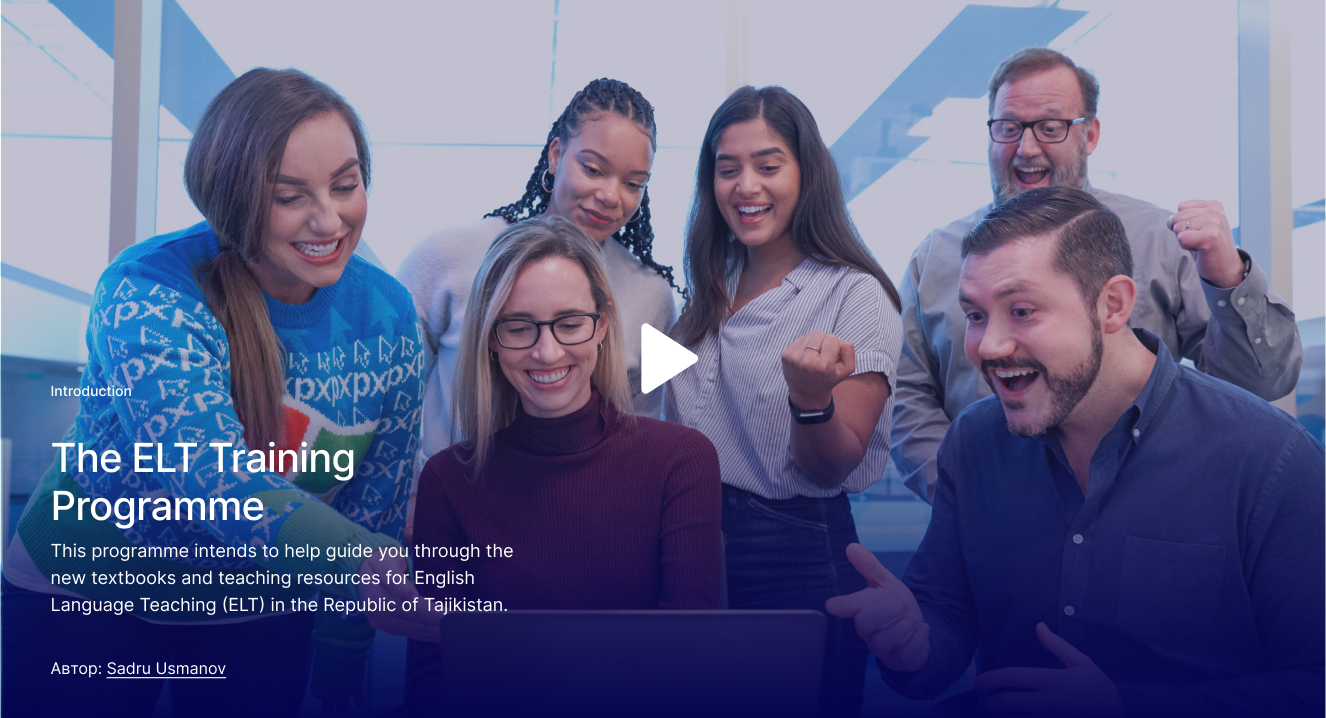 Introduction
The ELT Training
Programme
This programme intends to help guide you through the
new textbooks and teaching resources for English
Language Teaching (ELT) in the Republic of Tajikistan.
Автор: Sadru Usmanov